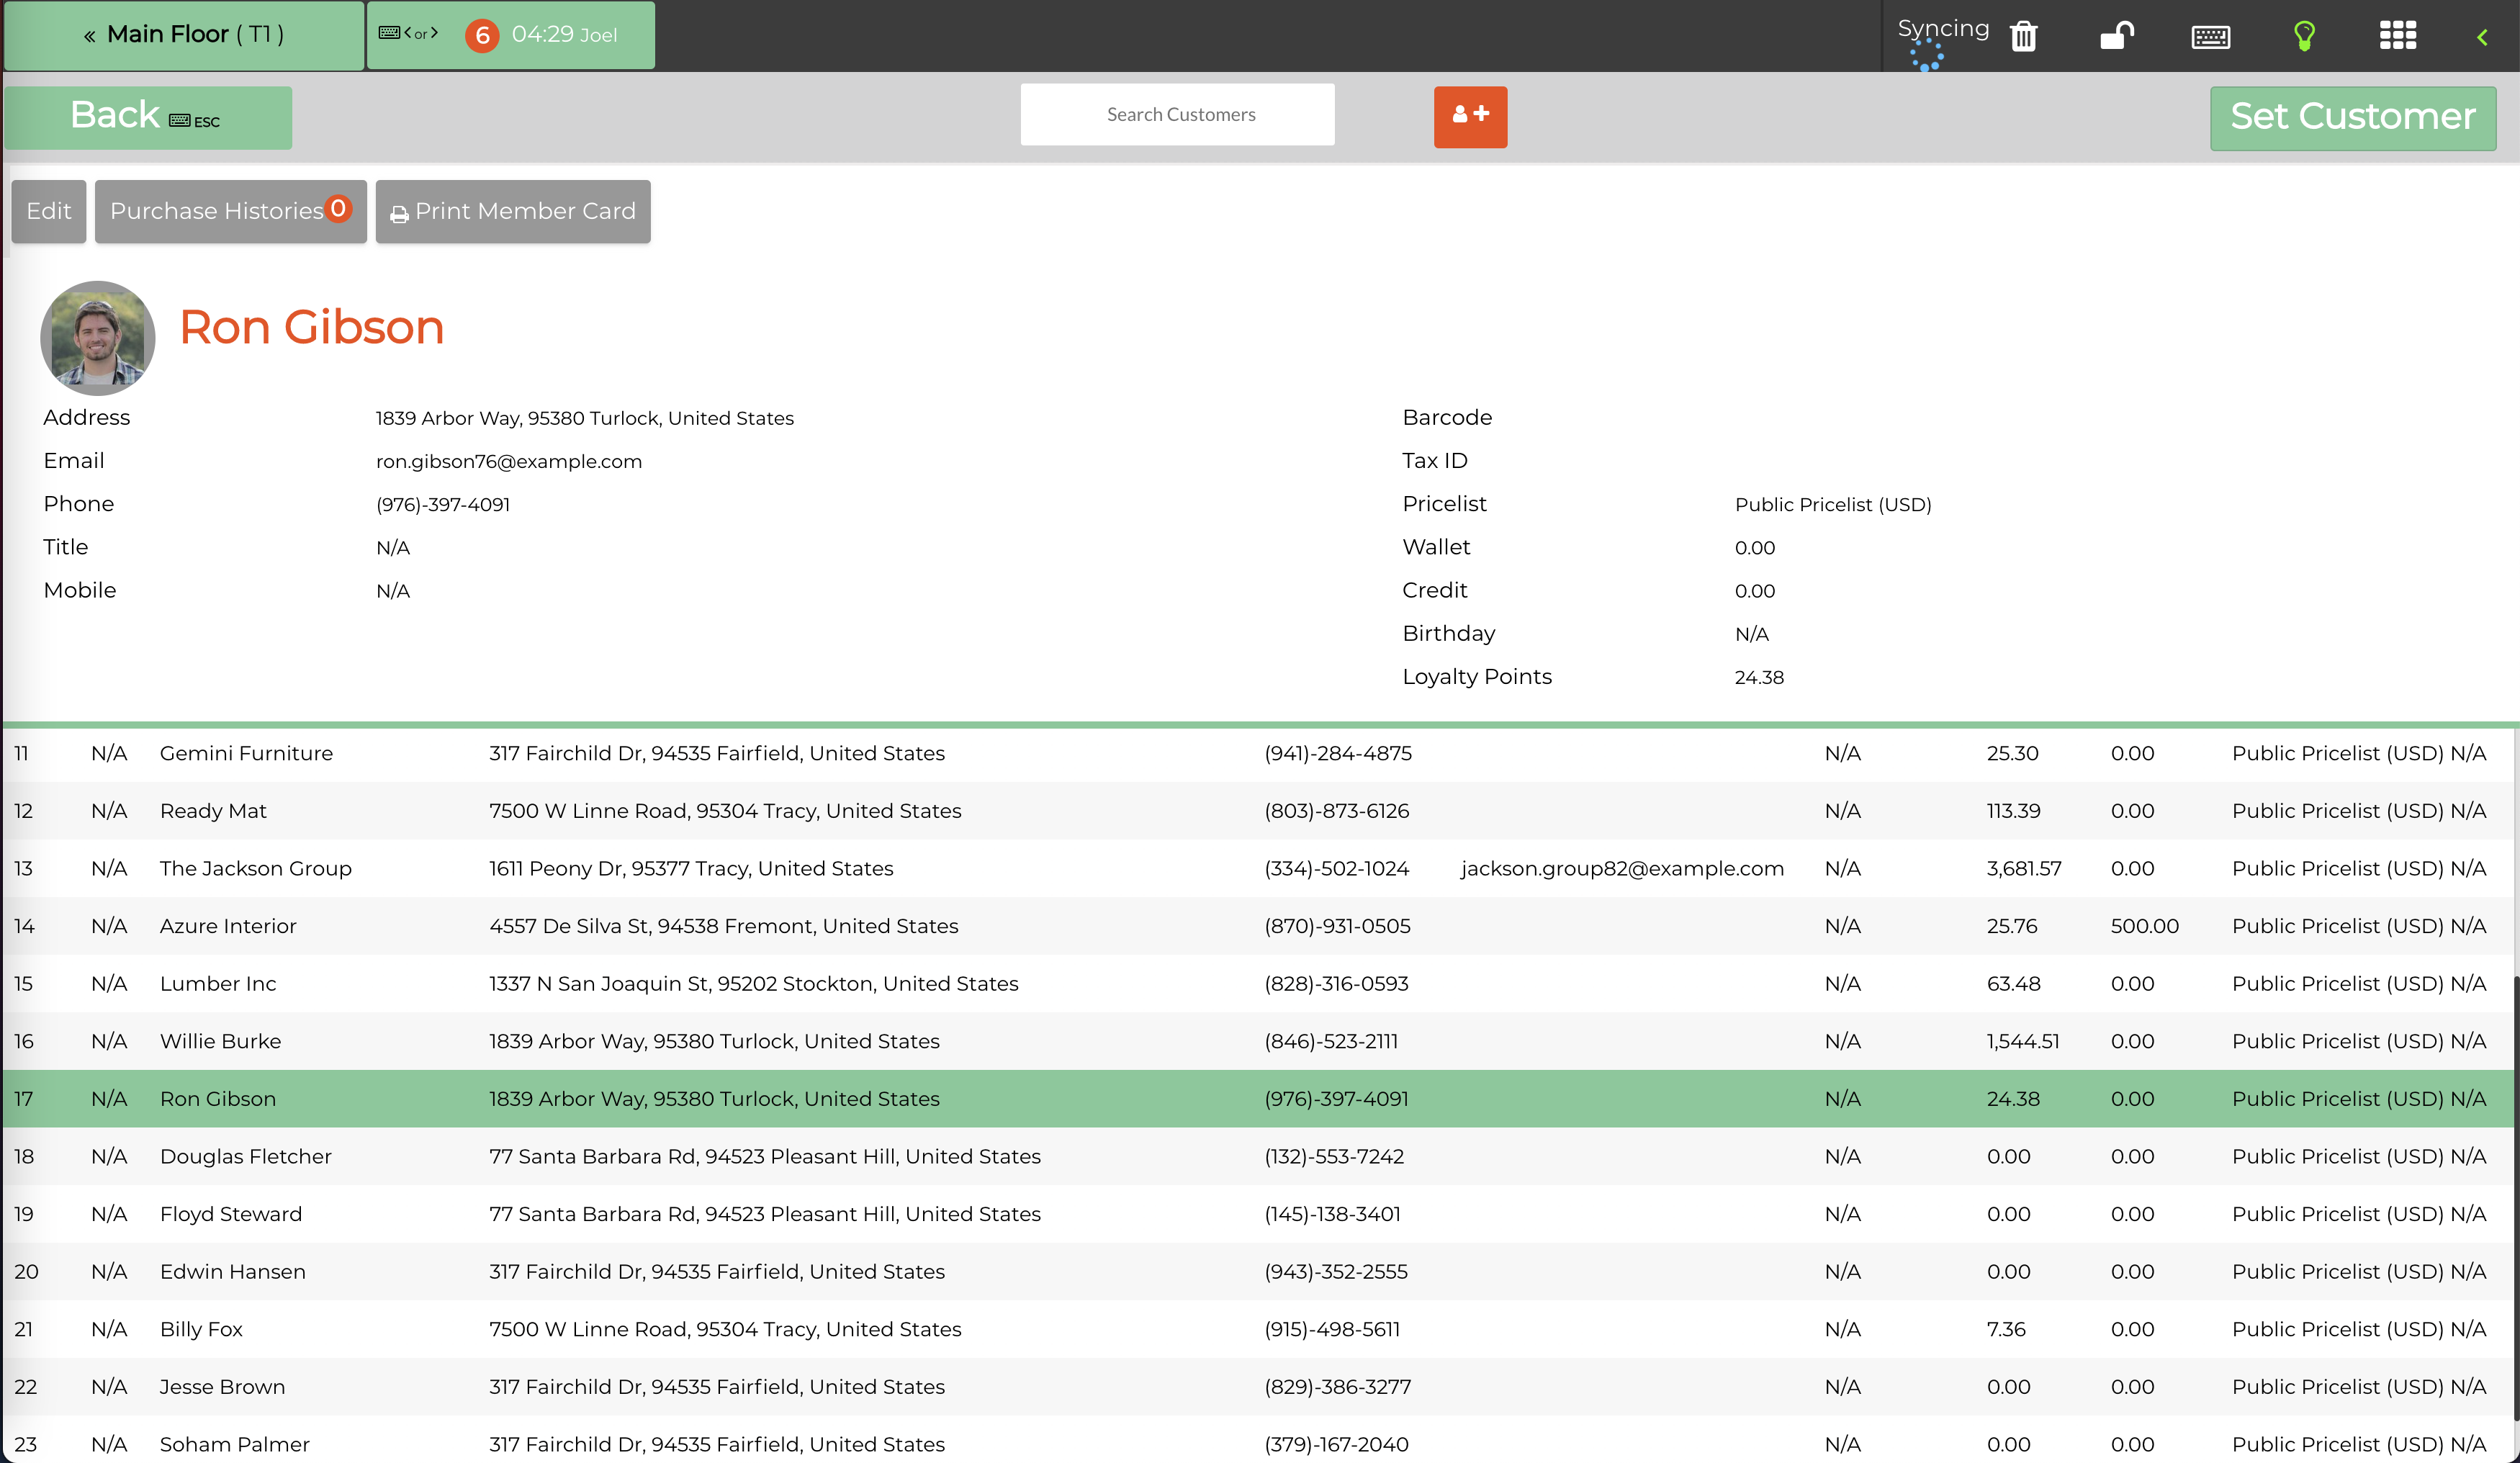 « Main Floor ( T1 )
< or > 6 04:29 Joel
Syncing
Back ESC
Search Customers
Set Customer
Edit
Purchase Histories 0
Print Member Card
Ron Gibson
Address 1839 Arbor Way, 95380 Turlock, United States
Email ron.gibson76@example.com
Phone (976)-397-4091
Title N/A
Mobile N/A
Barcode
Tax ID
Pricelist Public Pricelist (USD)
Wallet 0.00
Credit 0.00
Birthday N/A
Loyalty Points 24.38
11 N/A Gemini Furniture 317 Fairchild Dr, 94535 Fairfield, United States (941)-284-4875 N/A 25.30 0.00 Public Pricelist (USD) N/A
12 N/A Ready Mat 7500 W Linne Road, 95304 Tracy, United States (803)-873-6126 N/A 113.39 0.00 Public Pricelist (USD) N/A
13 N/A The Jackson Group 1611 Peony Dr, 95377 Tracy, United States (334)-502-1024 jackson.group82@example.com N/A 3,681.57 0.00 Public Pricelist (USD) N/A
14 N/A Azure Interior 4557 De Silva St, 94538 Fremont, United States (870)-931-0505 N/A 25.76 500.00 Public Pricelist (USD) N/A
15 N/A Lumber Inc 1337 N San Joaquin St, 95202 Stockton, United States (828)-316-0593 N/A 63.48 0.00 Public Pricelist (USD) N/A
16 N/A Willie Burke 1839 Arbor Way, 95380 Turlock, United States (846)-523-2111 N/A 1,544.51 0.00 Public Pricelist (USD) N/A
17 N/A Ron Gibson 1839 Arbor Way, 95380 Turlock, United States (976)-397-4091 N/A 24.38 0.00 Public Pricelist (USD) N/A
18 N/A Douglas Fletcher 77 Santa Barbara Rd, 94523 Pleasant Hill, United States (132)-553-7242 N/A 0.00 0.00 Public Pricelist (USD) N/A
19 N/A Floyd Steward 77 Santa Barbara Rd, 94523 Pleasant Hill, United States (145)-138-3401 N/A 0.00 0.00 Public Pricelist (USD) N/A
20 N/A Edwin Hansen 317 Fairchild Dr, 94535 Fairfield, United States (943)-352-2555 N/A 0.00 0.00 Public Pricelist (USD) N/A
21 N/A Billy Fox 7500 W Linne Road, 95304 Tracy, United States (915)-498-5611 N/A 7.36 0.00 Public Pricelist (USD) N/A
22 N/A Jesse Brown 317 Fairchild Dr, 94535 Fairfield, United States (829)-386-3277 N/A 0.00 0.00 Public Pricelist (USD) N/A
23 N/A Soham Palmer 317 Fairchild Dr, 94535 Fairfield, United States (379)-167-2040 N/A 0.00 0.00 Public Pricelist (USD) N/A